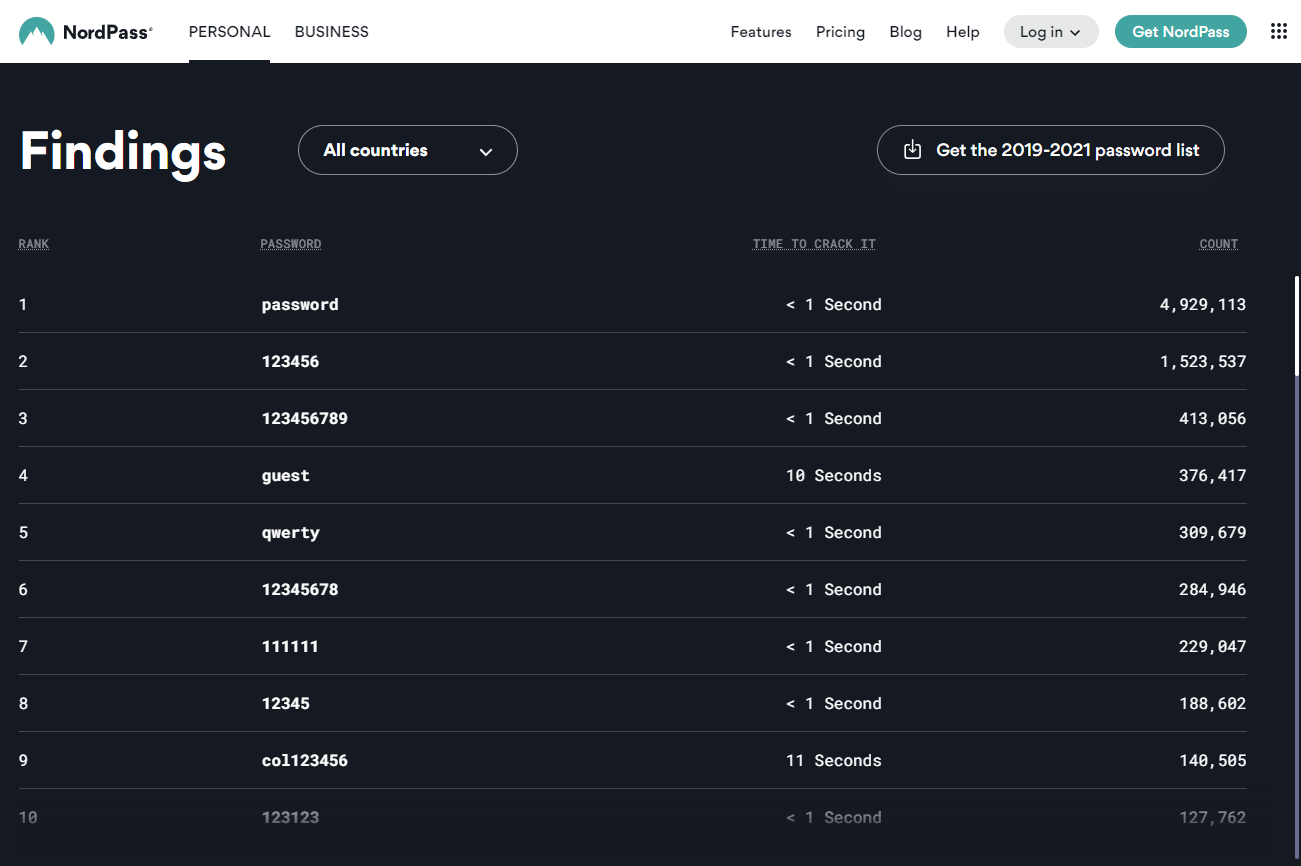 NordPass® PERSONAL BUSINESS Features Pricing Blog Help Log in Get NordPass
Findings All countries Get the 2019-2021 password list
RANK PASSWORD TIME TO CRACK IT COUNT
1 password < 1 Second 4,929,113
2 123456 < 1 Second 1,523,537
3 123456789 < 1 Second 413,056
4 guest 10 Seconds 376,417
5 qwerty < 1 Second 309,679
6 12345678 < 1 Second 284,946
7 111111 < 1 Second 229,047
8 12345 < 1 Second 188,602
9 col123456 11 Seconds 140,505
10 123123 < 1 Second 127,762